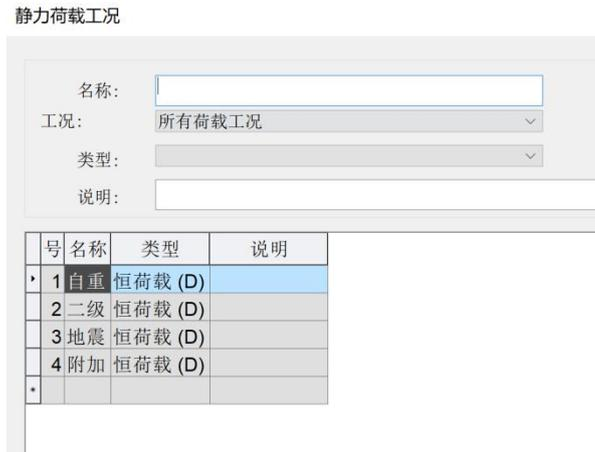 静力荷载工况
名称:
工况: 所有荷载工况
类型:
说明:
号 名称 类型 说明
1 自重 恒荷载 (D)
2 二级 恒荷载 (D)
3 地震 恒荷载 (D)
4 附加 恒荷载 (D)
*